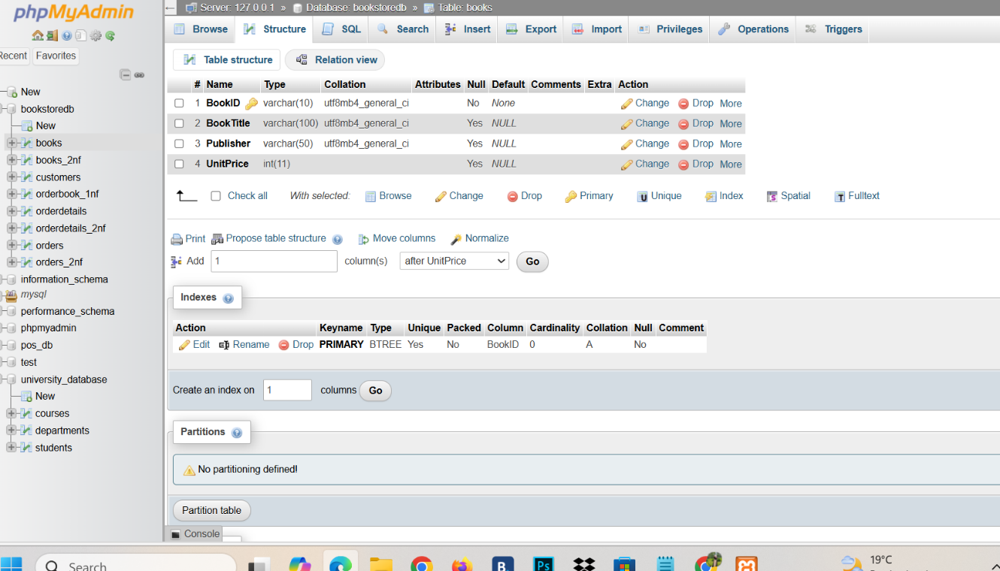 phpMyAdmin
Recent Favorites
New
bookstoredb
New
books
books_2nf
customers
orderbook_1nf
orderdetails
orderdetails_2nf
orders
orders_2nf
information_schema
mysql
performance_schema
phpmyadmin
pos_db
test
university_database
New
courses
departments
students
Server: 127.0.0.1 » Database: bookstoredb » Table: books
Browse Structure SQL Search Insert Export Import Privileges Operations Triggers
Table structure Relation view
# Name Type Collation Attributes Null Default Comments Extra Action
1 BookID varchar(10) utf8mb4_general_ci No None Change Drop More
2 BookTitle varchar(100) utf8mb4_general_ci Yes NULL Change Drop More
3 Publisher varchar(50) utf8mb4_general_ci Yes NULL Change Drop More
4 UnitPrice int(11) Yes NULL Change Drop More
Check all With selected: Browse Change Drop Primary Unique Index Spatial Fulltext
Print Propose table structure Move columns Normalize
Add 1 column(s) after UnitPrice Go
Indexes
Action Keyname Type Unique Packed Column Cardinality Collation Null Comment
Edit Rename Drop PRIMARY BTREE Yes No BookID 0 A No
Create an index on 1 columns Go
Partitions
No partitioning defined!
Partition table
Console
Search
19°C